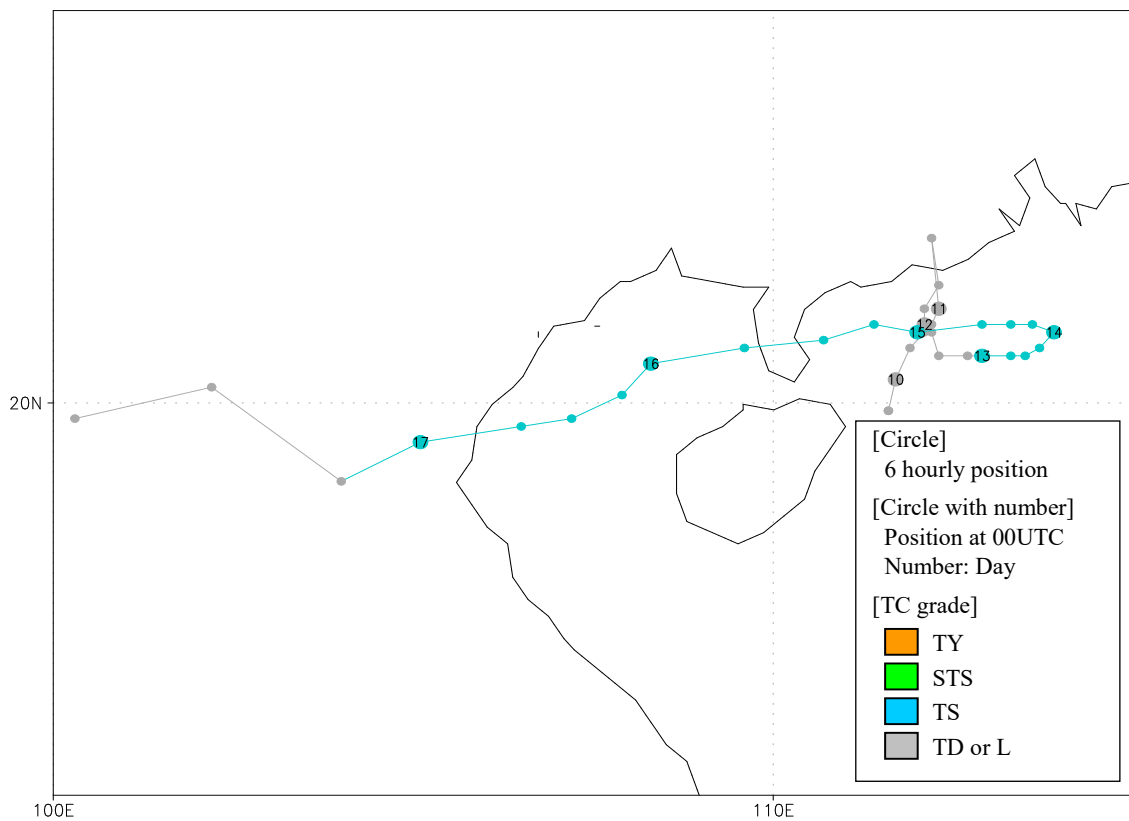 11
12
15
14
13
16
10
20N
17
[Circle]
6 hourly position
[Circle with number]
Position at 00UTC
Number: Day
[TC grade]
TY
STS
TS
TD or L
100E
110E